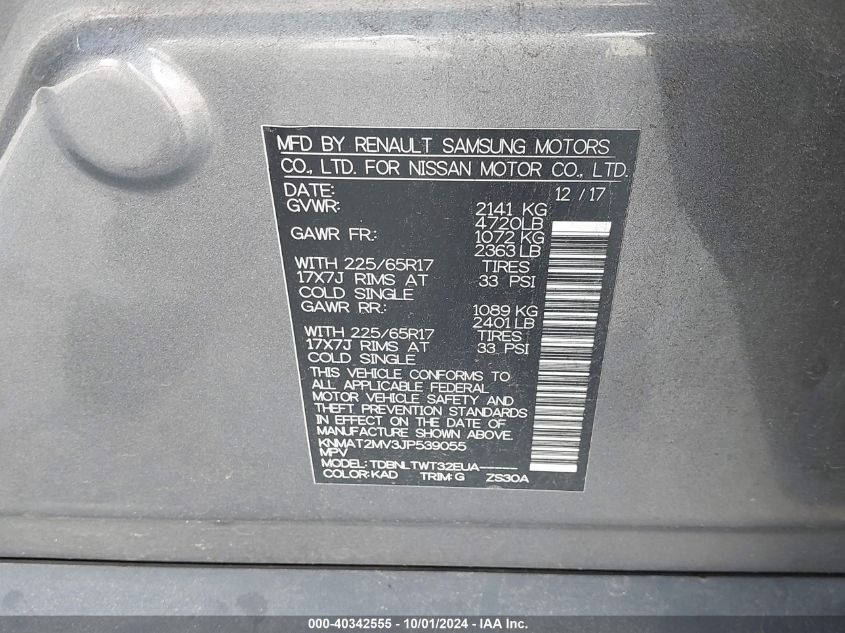 MFD BY RENAULT SAMSUNG MOTORS
CO., LTD. FOR NISSAN MOTOR CO., LTD.
DATE: 12 / 17
GVWR: 2141 KG
4720LB
GAWR FR.: 1072 KG
2363LB
WITH 225/65R17 TIRES
17X7J RIMS AT 33 PSI
COLD SINGLE
GAWR RR.: 1089 KG
2401LB
WITH 225/65R17 TIRES
17X7J RIMS AT 33 PSI
COLD SINGLE
THIS VEHICLE CONFORMS TO
ALL APPLICABLE FEDERAL
MOTOR VEHICLE SAFETY AND
THEFT PREVENTION STANDARDS
IN EFFECT ON THE DATE OF
MANUFACTURE SHOWN ABOVE.
KNMAT2MV3JP539055
MPV
MODEL: TDBNLTWT32EUA-----
COLOR: KAD TRIM: G ZS30A
000-40342555 - 10/01/2024 - IAA Inc.